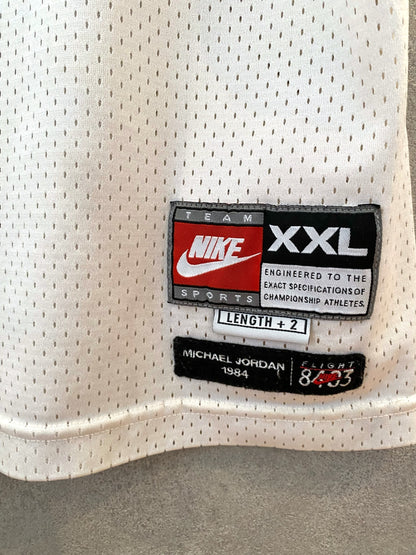 TEAM
NIKE
SPORTS
XXL
ENGINEERED TO THE
EXACT SPECIFICATIONS OF
CHAMPIONSHIP ATHLETES.
LENGTH + 2
MICHAEL JORDAN
1984
FLIGHT
8403